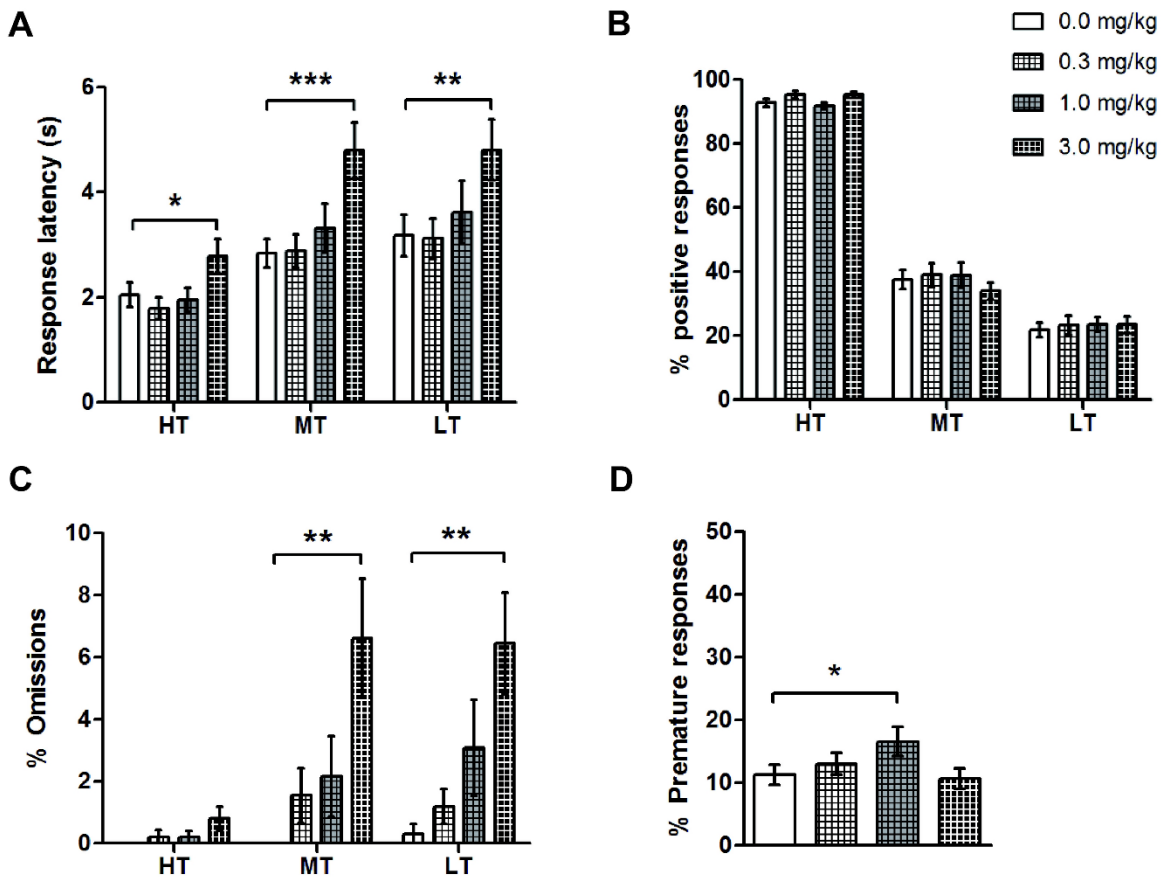 A
Response latency (s)
6
4
2
0
*
***
**
HT MT LT
B
% positive responses
100
80
60
40
20
0
HT MT LT
0.0 mg/kg
0.3 mg/kg
1.0 mg/kg
3.0 mg/kg
C
% Omissions
10
8
6
4
2
0
**
**
HT MT LT
D
% Premature responses
50
40
30
20
10
0
*